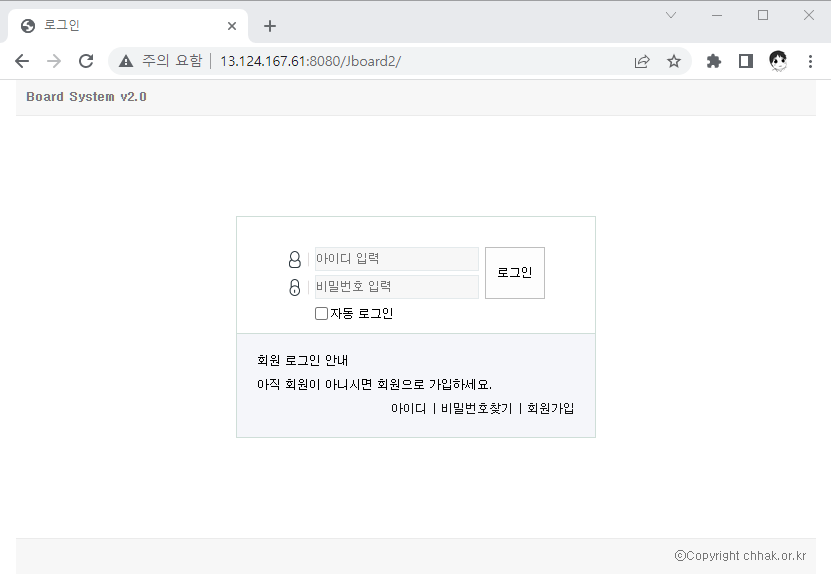 로그인
주의 요함 | 13.124.167.61:8080/Jboard2/
Board System v2.0
아이디 입력
비밀번호 입력
로그인
자동 로그인
회원 로그인 안내
아직 회원이 아니시면 회원으로 가입하세요.
아이디 | 비밀번호찾기 | 회원가입
ⓒCopyright chhak.or.kr